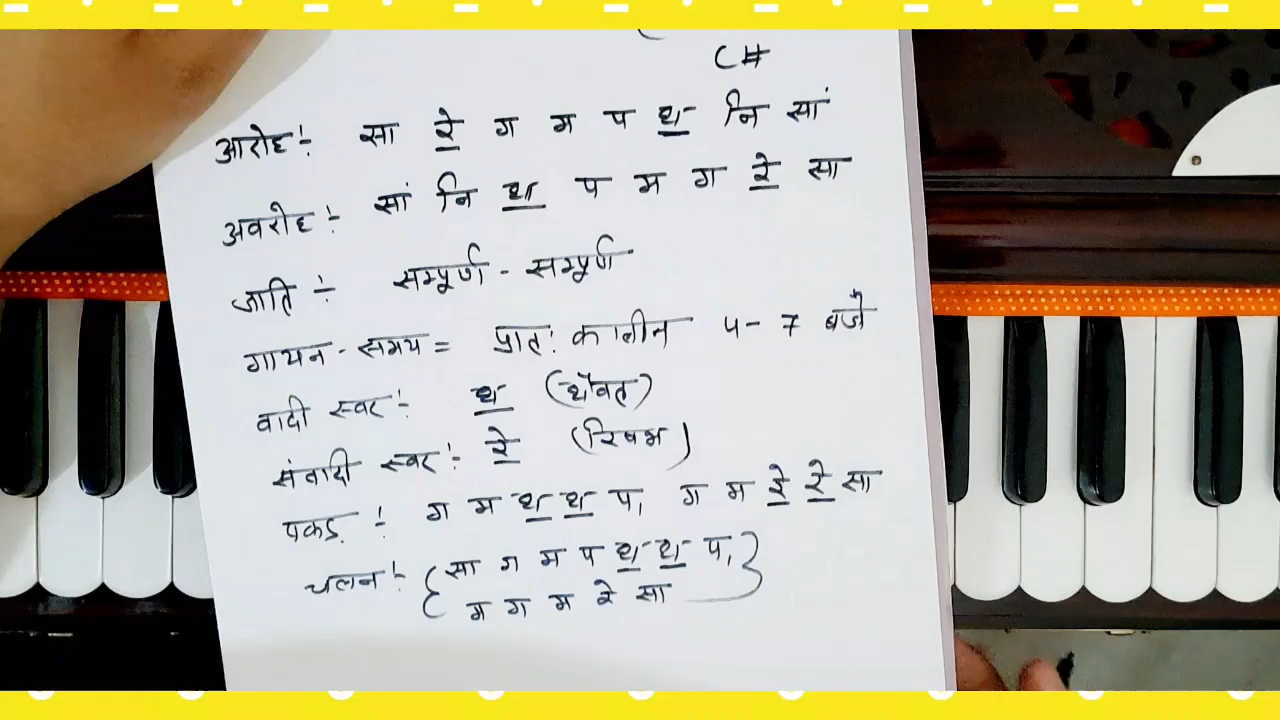 C#
आरोह:- सा रे॒ ग म प ध॒ नि सां
अवरोह:- सां नि ध॒ प म ग रे॒ सा
जाति:- सम्पूर्ण - सम्पूर्ण
गायन - समय = प्रात: कालीन 4 - 7 बजे
वादी स्वर:- ध॒ (धैवत)
संवादी स्वर:- रे॒ (रिषभ)
पकड़:- ग म ध॒ ध॒ प, ग म रे॒ रे॒ सा
चलन:- { सा ग म प ध॒ ध॒ प, }
म ग म रे सा